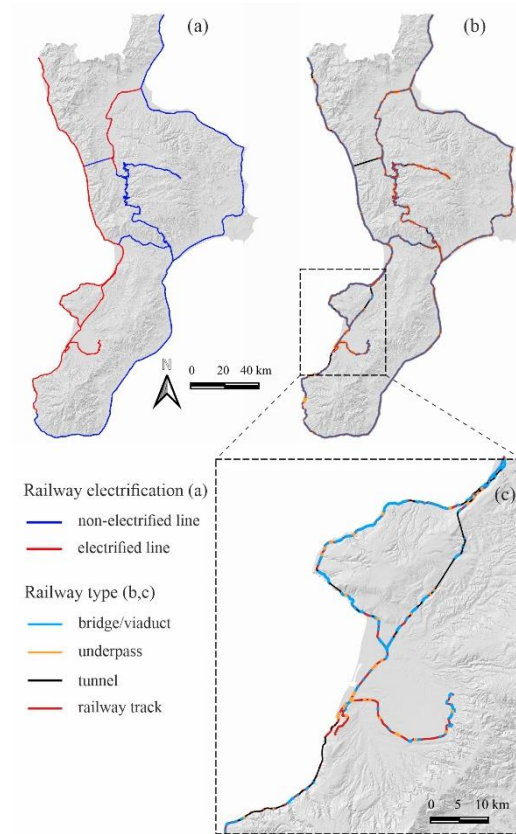 (a)
(b)
N
0 20 40 km
(c)
Railway electrification (a)
non-electrified line
electrified line
Railway type (b,c)
bridge/viaduct
underpass
tunnel
railway track
0 5 10 km